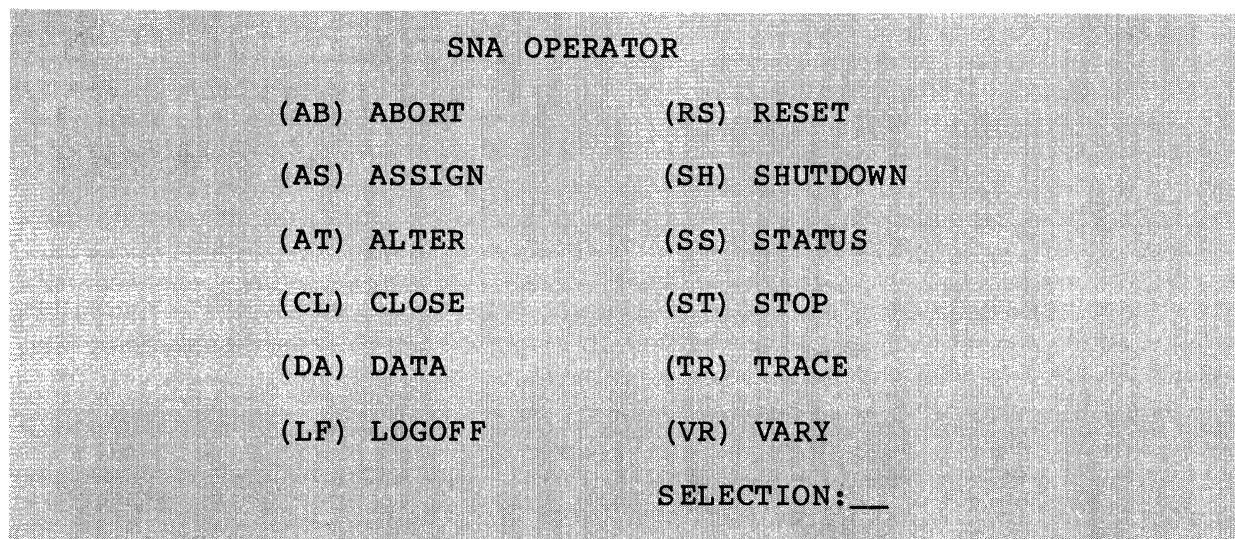 SNA OPERATOR
(AB) ABORT (RS) RESET
(AS) ASSIGN (SH) SHUTDOWN
(AT) ALTER (SS) STATUS
(CL) CLOSE (ST) STOP
(DA) DATA (TR) TRACE
(LF) LOGOFF (VR) VARY
SELECTION:__